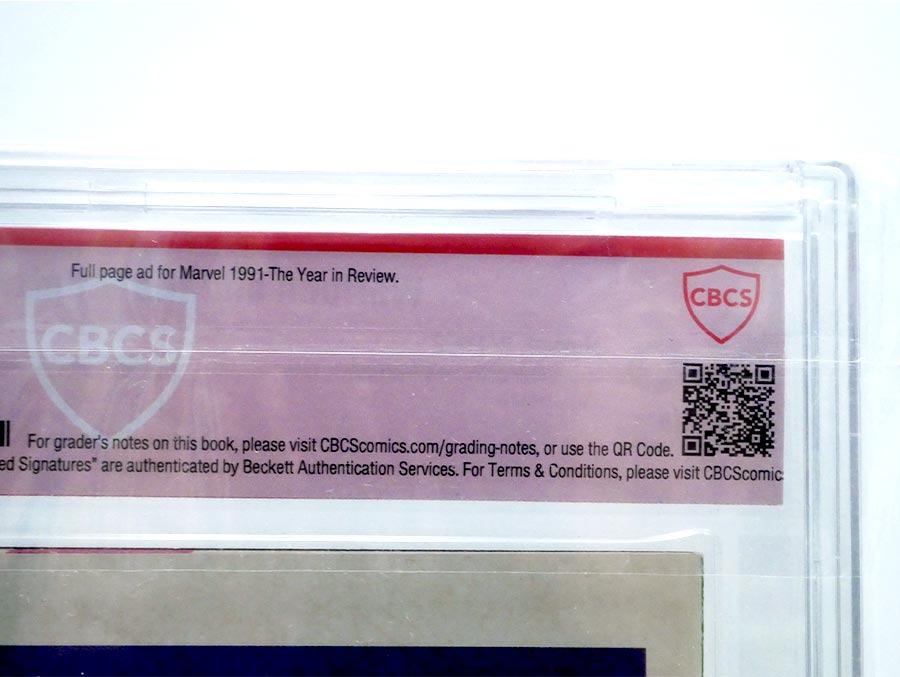 Full page ad for Marvel 1991-The Year in Review.
CBCS
CBCS
For grader's notes on this book, please visit CBCScomics.com/grading-notes, or use the QR Code.
ed Signatures" are authenticated by Beckett Authentication Services. For Terms & Conditions, please visit CBCScomic